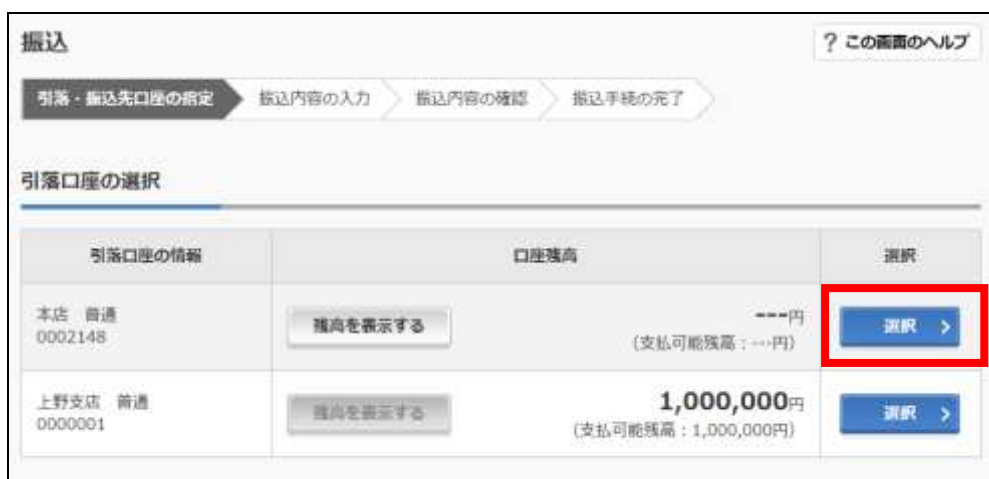 振込
? この画面のヘルプ
引落・振込先口座の指定 振込内容の入力 振込内容の確認 振込手続の完了
引落口座の選択
引落口座の情報 口座残高 選択
本店 普通
0002148
残高を表示する
---円
(支払可能残高:---円)
選択 >
上野支店 普通
0000001
残高を表示する
1,000,000円
(支払可能残高:1,000,000円)
選択 >